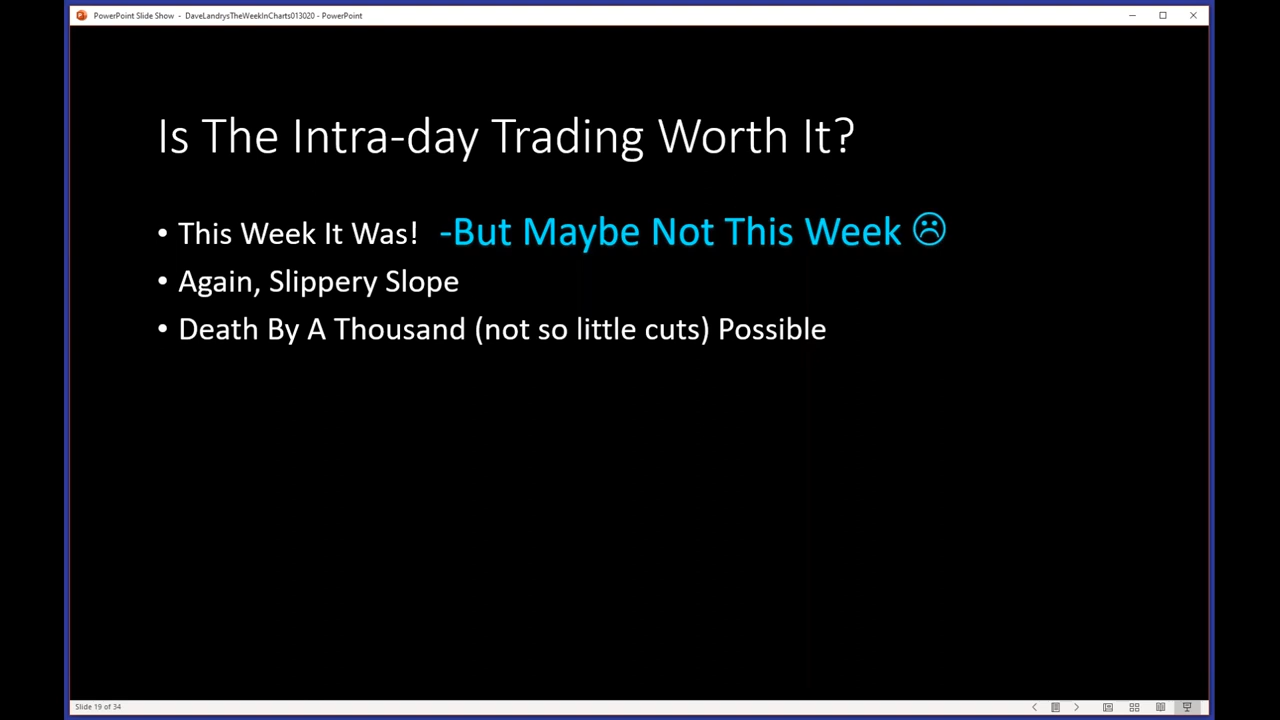 PowerPoint Slide Show - DaveLandrysTheWeekInCharts013020 - PowerPoint
Is The Intra-day Trading Worth It?
• This Week It Was! -But Maybe Not This Week ☹
• Again, Slippery Slope
• Death By A Thousand (not so little cuts) Possible
Slide 19 of 34